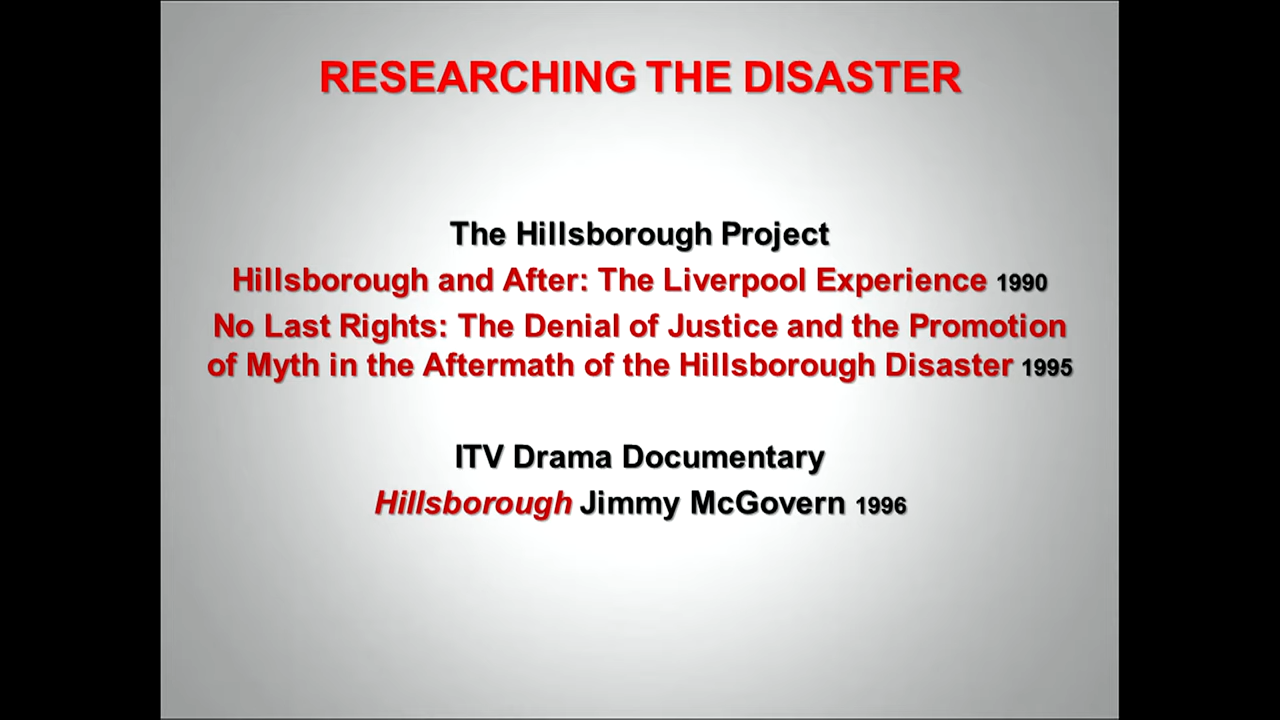 RESEARCHING THE DISASTER
The Hillsborough Project
Hillsborough and After: The Liverpool Experience 1990
No Last Rights: The Denial of Justice and the Promotion
of Myth in the Aftermath of the Hillsborough Disaster 1995
ITV Drama Documentary
Hillsborough Jimmy McGovern 1996